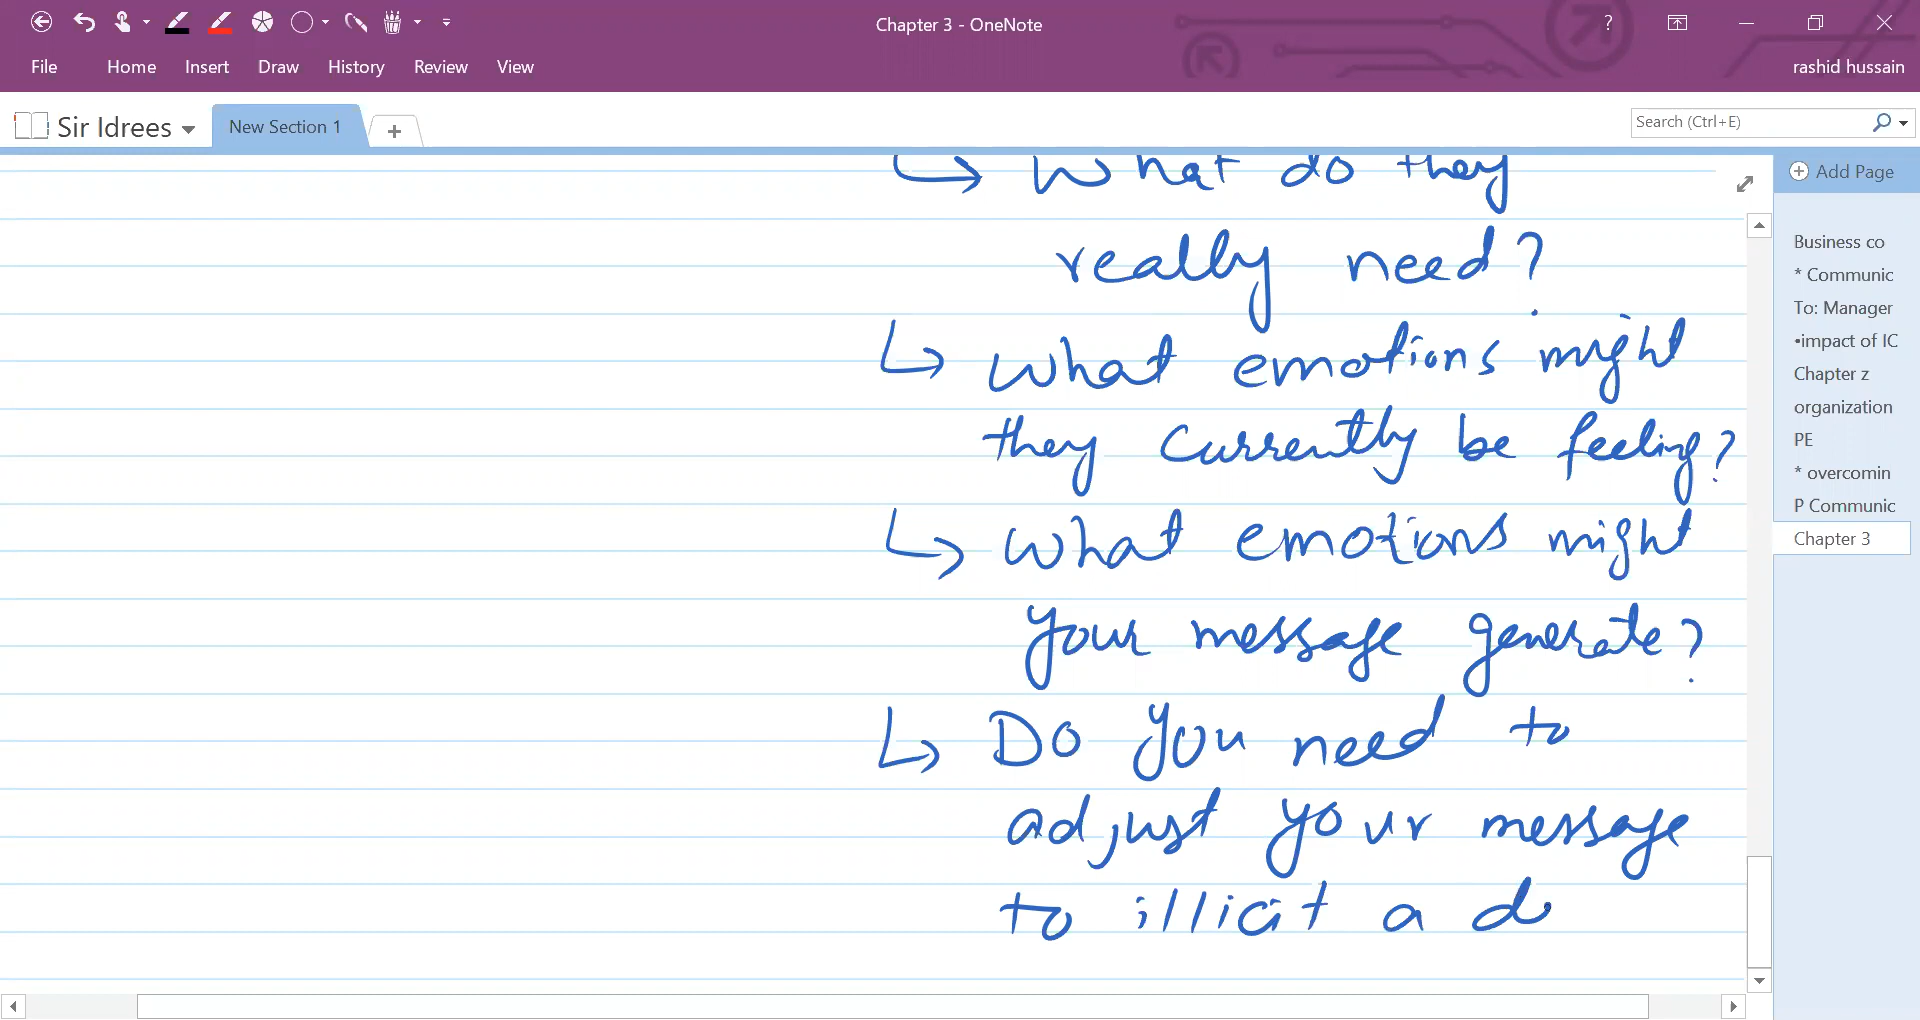 Chapter 3 - OneNote
?
File Home Insert Draw History Review View
rashid hussain
Sir Idrees
New Section 1
+
Search (Ctrl+E)
Add Page
Business co
* Communic
To: Manager
•impact of IC
Chapter z
organization
PE
* overcomin
P Communic
Chapter 3
↳ What do they
really need?
↳ what emotions might
they currently be feeling?
↳ what emotions might
your message generate?
↳ Do you need to
adjust your message
to illicit a d